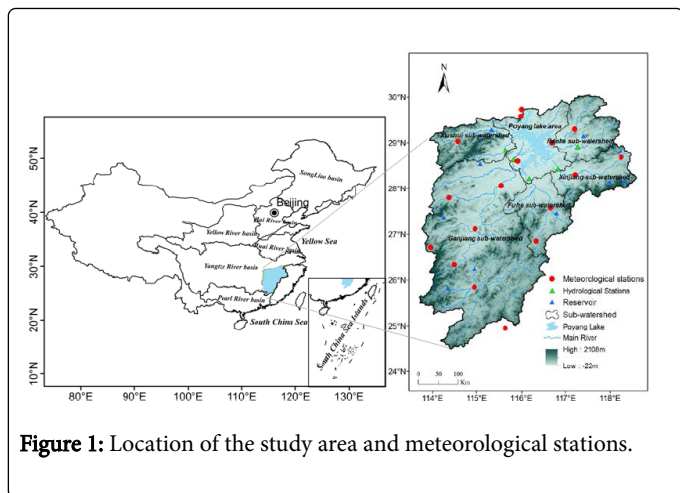 50°N
40°N
30°N
20°N
10°N
80°E
90°E
100°E
110°E
120°E
130°E
SongLiao basin
Beijing
Hai River basin
Yellow River basin
Huai River basin
Yellow Sea
Yangtz River basin
Pearl River basin
South China Sea
South China Sea Islands
N
30°N
29°N
28°N
27°N
26°N
25°N
24°N
114°E
115°E
116°E
117°E
118°E
Poyang lake area
Xiushui sub-watershed
Raohe sub-watershed
Xinjiang sub-watershed
Fuhe sub-watershed
Ganjiang sub-watershed
Meteorological stations
Hydrological Stations
Reservoir
Sub-watershed
Poyang Lake
Main River
High : 2108m
Low : -22m
0 50 100
Km
Figure 1: Location of the study area and meteorological stations.